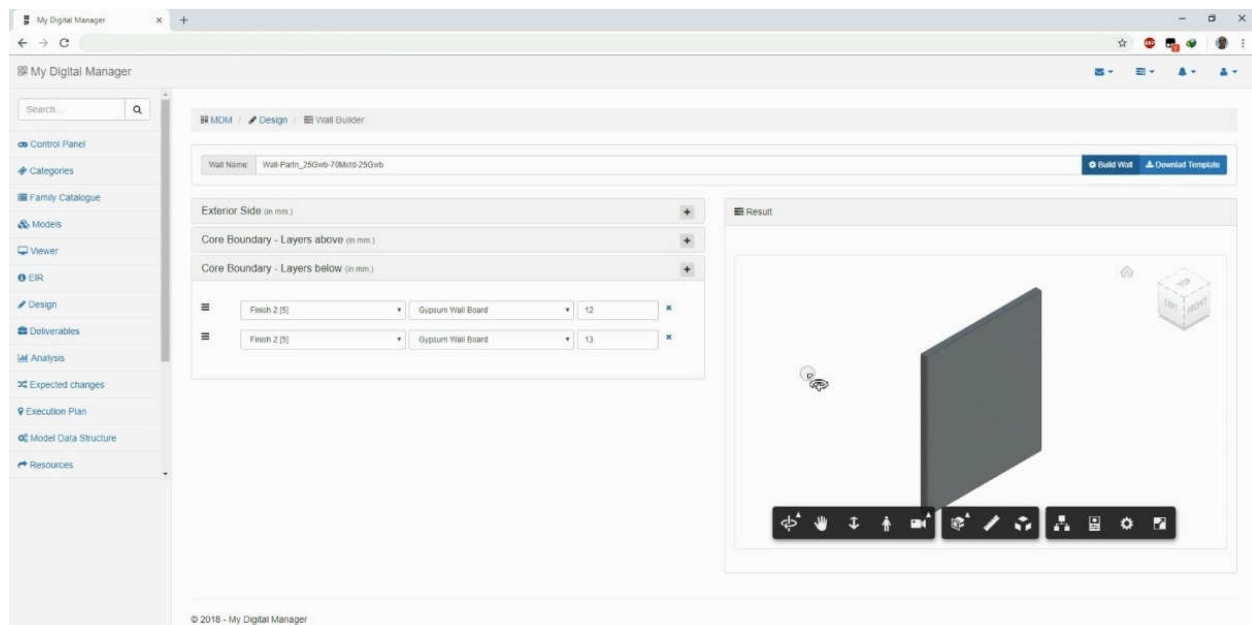 My Digital Manager
My Digital Manager
Search...
Control Panel
Categories
Family Catalogue
Models
Viewer
EIR
Design
Deliverables
Analysis
Expected changes
Execution Plan
Model Data Structure
Resources
MDM / Design / Wall Builder
Wall Name: Wall-Partn_25Gwb-70Mstd-25Gwb
Build Wall Downlad Template
Exterior Side (in mm.)
Core Boundary - Layers above (in mm.)
Core Boundary - Layers below (in mm.)
Finish 2 [5] Gypsum Wall Board 12
Finish 2 [5] Gypsum Wall Board 13
Result
LEFT FRONT
© 2018 - My Digital Manager